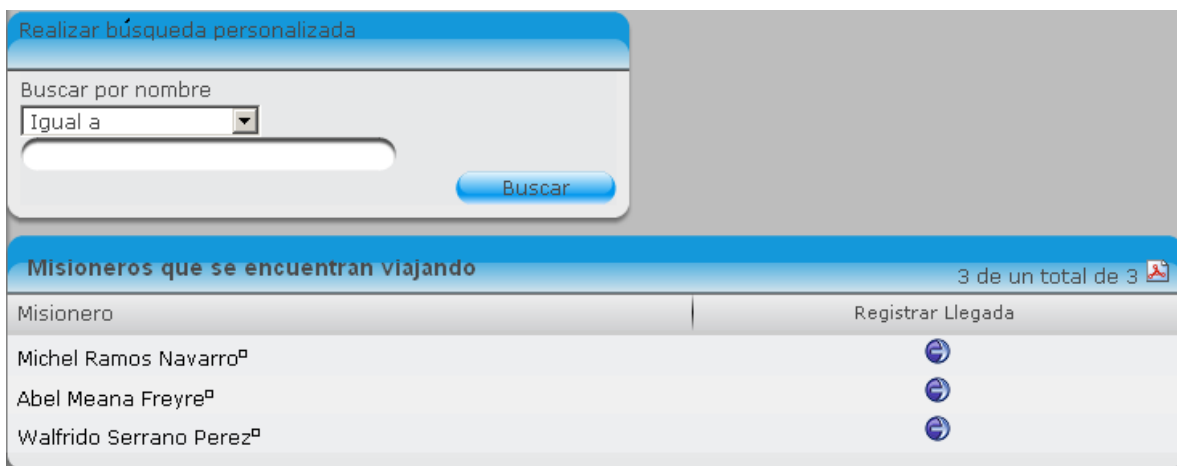 Realizar búsqueda personalizada
Buscar por nombre
Igual a
Buscar
Misioneros que se encuentran viajando
3 de un total de 3
Misionero Registrar Llegada
Michel Ramos Navarro¤
Abel Meana Freyre¤
Walfrido Serrano Perez¤